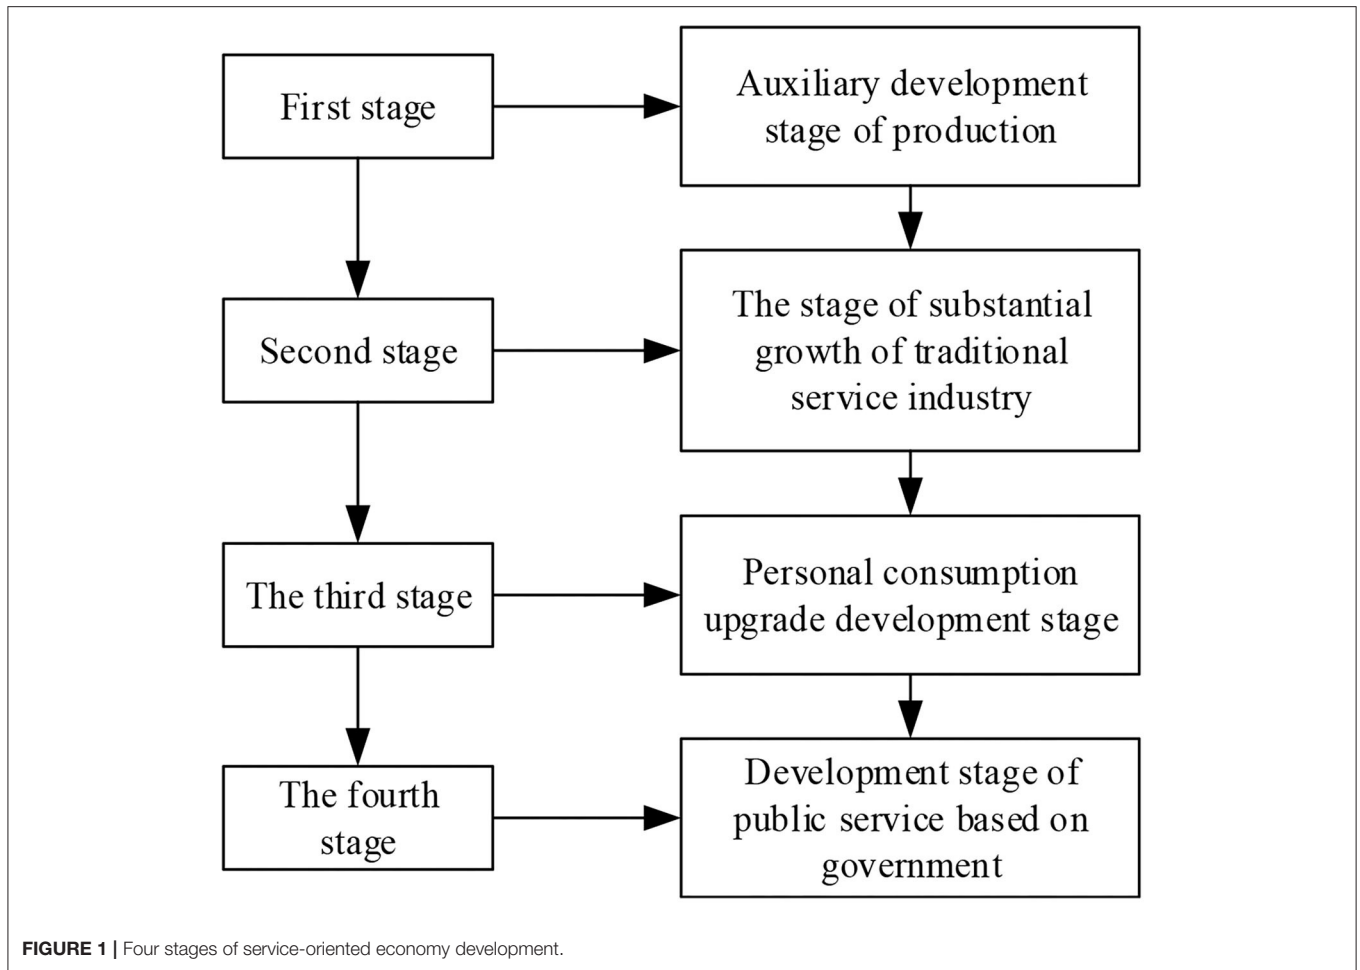 First stage
Auxiliary development
stage of production
Second stage
The stage of substantial
growth of traditional
service industry
The third stage
Personal consumption
upgrade development stage
The fourth
stage
Development stage of
public service based on
government
FIGURE 1 | Four stages of service-oriented economy development.